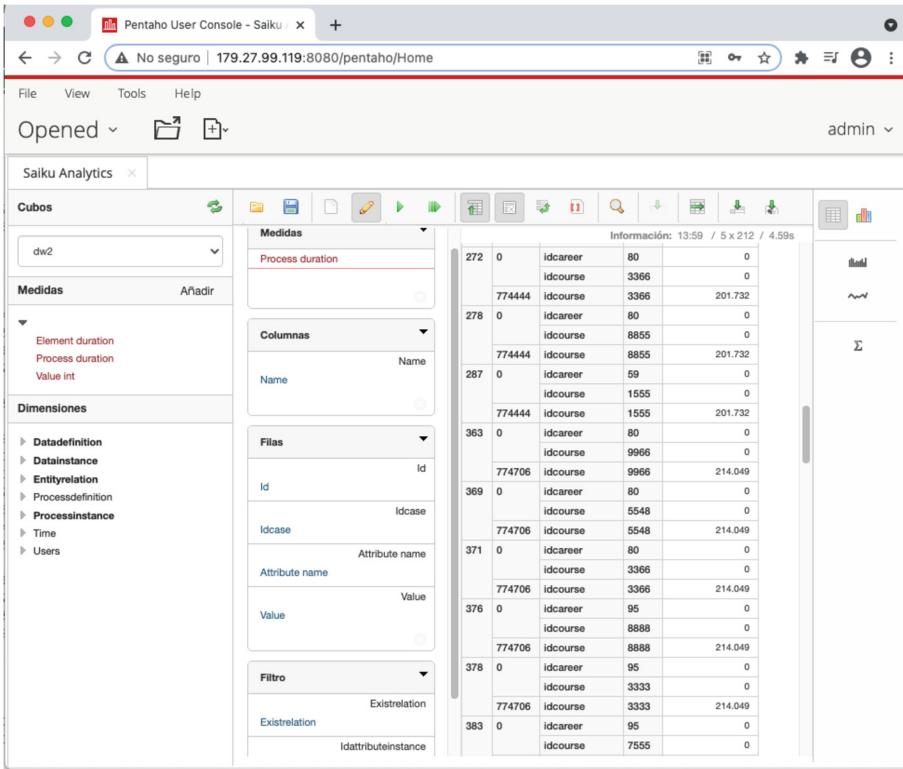 Pentaho User Console - Saiku
No seguro | 179.27.99.119:8080/pentaho/Home
File View Tools Help
Opened
admin
Saiku Analytics
Cubos
dw2
Medidas Añadir
Element duration
Process duration
Value int
Dimensiones
Datadefinition
Datainstance
Entityrelation
Processdefinition
Processinstance
Time
Users
Medidas
Process duration
Columnas
Name
Name
Filas
Id
Id
Idcase
Idcase
Attribute name
Attribute name
Value
Value
Filtro
Existrelation
Existrelation
Idattributeinstance
Información: 13:59 / 5 x 212 / 4.59s
272 0 idcareer 80 0
idcourse 3366 0
774444 idcourse 3366 201.732
278 0 idcareer 80 0
idcourse 8855 0
774444 idcourse 8855 201.732
287 0 idcareer 59 0
idcourse 1555 0
774444 idcourse 1555 201.732
363 0 idcareer 80 0
idcourse 9966 0
774706 idcourse 9966 214.049
369 0 idcareer 80 0
idcourse 5548 0
774706 idcourse 5548 214.049
371 0 idcareer 80 0
idcourse 3366 0
774706 idcourse 3366 214.049
376 0 idcareer 95 0
idcourse 8888 0
774706 idcourse 8888 214.049
378 0 idcareer 95 0
idcourse 3333 0
774706 idcourse 3333 214.049
383 0 idcareer 95 0
idcourse 7555 0
Σ